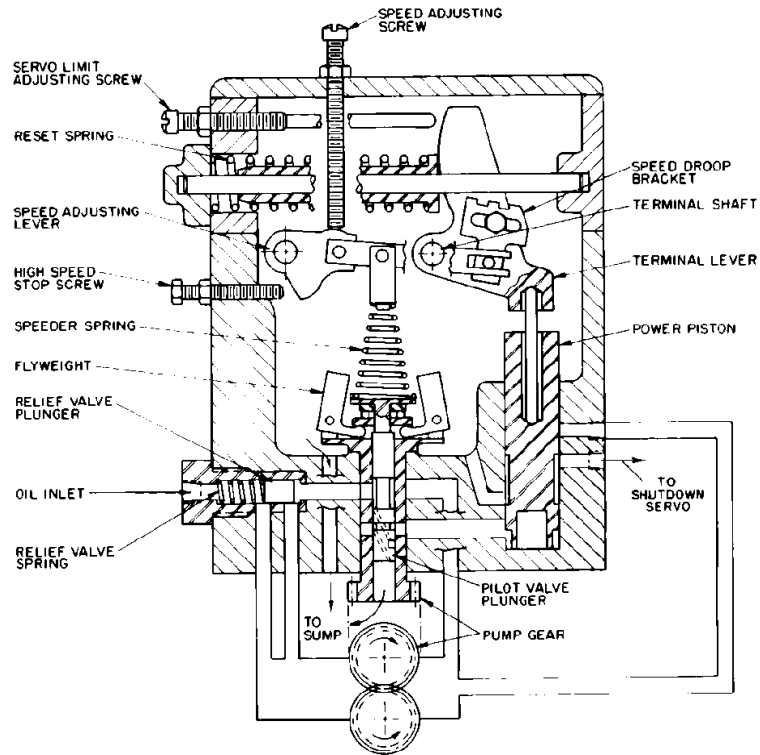 SPEED ADJUSTING
SCREW
SERVO LIMIT
ADJUSTING SCREW
RESET SPRING
SPEED ADJUSTING
LEVER
HIGH SPEED
STOP SCREW
SPEEDER SPRING
FLYWEIGHT
RELIEF VALVE
PLUNGER
OIL INLET
RELIEF VALVE
SPRING
SPEED DROOP
BRACKET
TERMINAL SHAFT
TERMINAL LEVER
POWER PISTON
TO
SHUTDOWN
SERVO
PILOT VALVE
PLUNGER
TO
SUMP
PUMP GEAR